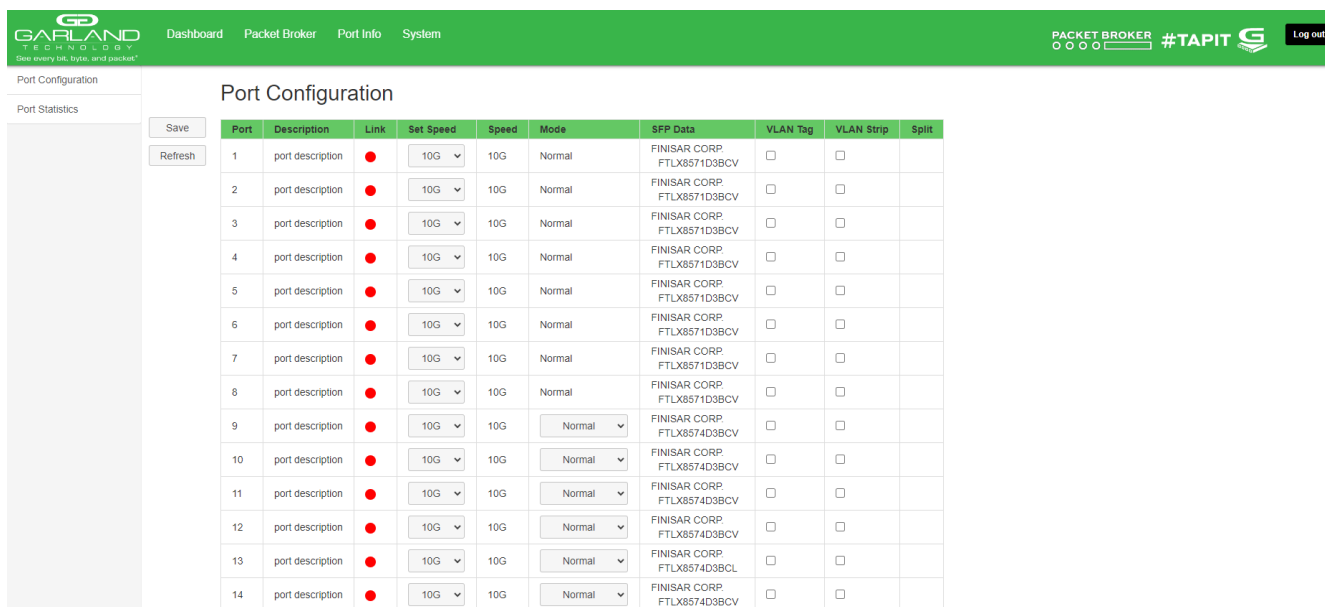 GARLAND
TECHNOLOGY
See every bit, byte, and packet.®
Dashboard Packet Broker Port Info System
PACKET BROKER #TAPIT Log out
Port Configuration
Port Statistics
Save
Refresh
Port Configuration
Port Description Link Set Speed Speed Mode SFP Data VLAN Tag VLAN Strip Split
1 port description 10G 10G Normal FINISAR CORP.
FTLX8571D3BCV
2 port description 10G 10G Normal FINISAR CORP.
FTLX8571D3BCV
3 port description 10G 10G Normal FINISAR CORP.
FTLX8571D3BCV
4 port description 10G 10G Normal FINISAR CORP.
FTLX8571D3BCV
5 port description 10G 10G Normal FINISAR CORP.
FTLX8571D3BCV
6 port description 10G 10G Normal FINISAR CORP.
FTLX8571D3BCV
7 port description 10G 10G Normal FINISAR CORP.
FTLX8571D3BCV
8 port description 10G 10G Normal FINISAR CORP.
FTLX8571D3BCV
9 port description 10G 10G Normal FINISAR CORP.
FTLX8574D3BCV
10 port description 10G 10G Normal FINISAR CORP.
FTLX8574D3BCV
11 port description 10G 10G Normal FINISAR CORP.
FTLX8574D3BCV
12 port description 10G 10G Normal FINISAR CORP.
FTLX8574D3BCV
13 port description 10G 10G Normal FINISAR CORP.
FTLX8574D3BCL
14 port description 10G 10G Normal FINISAR CORP.
FTLX8574D3BCV